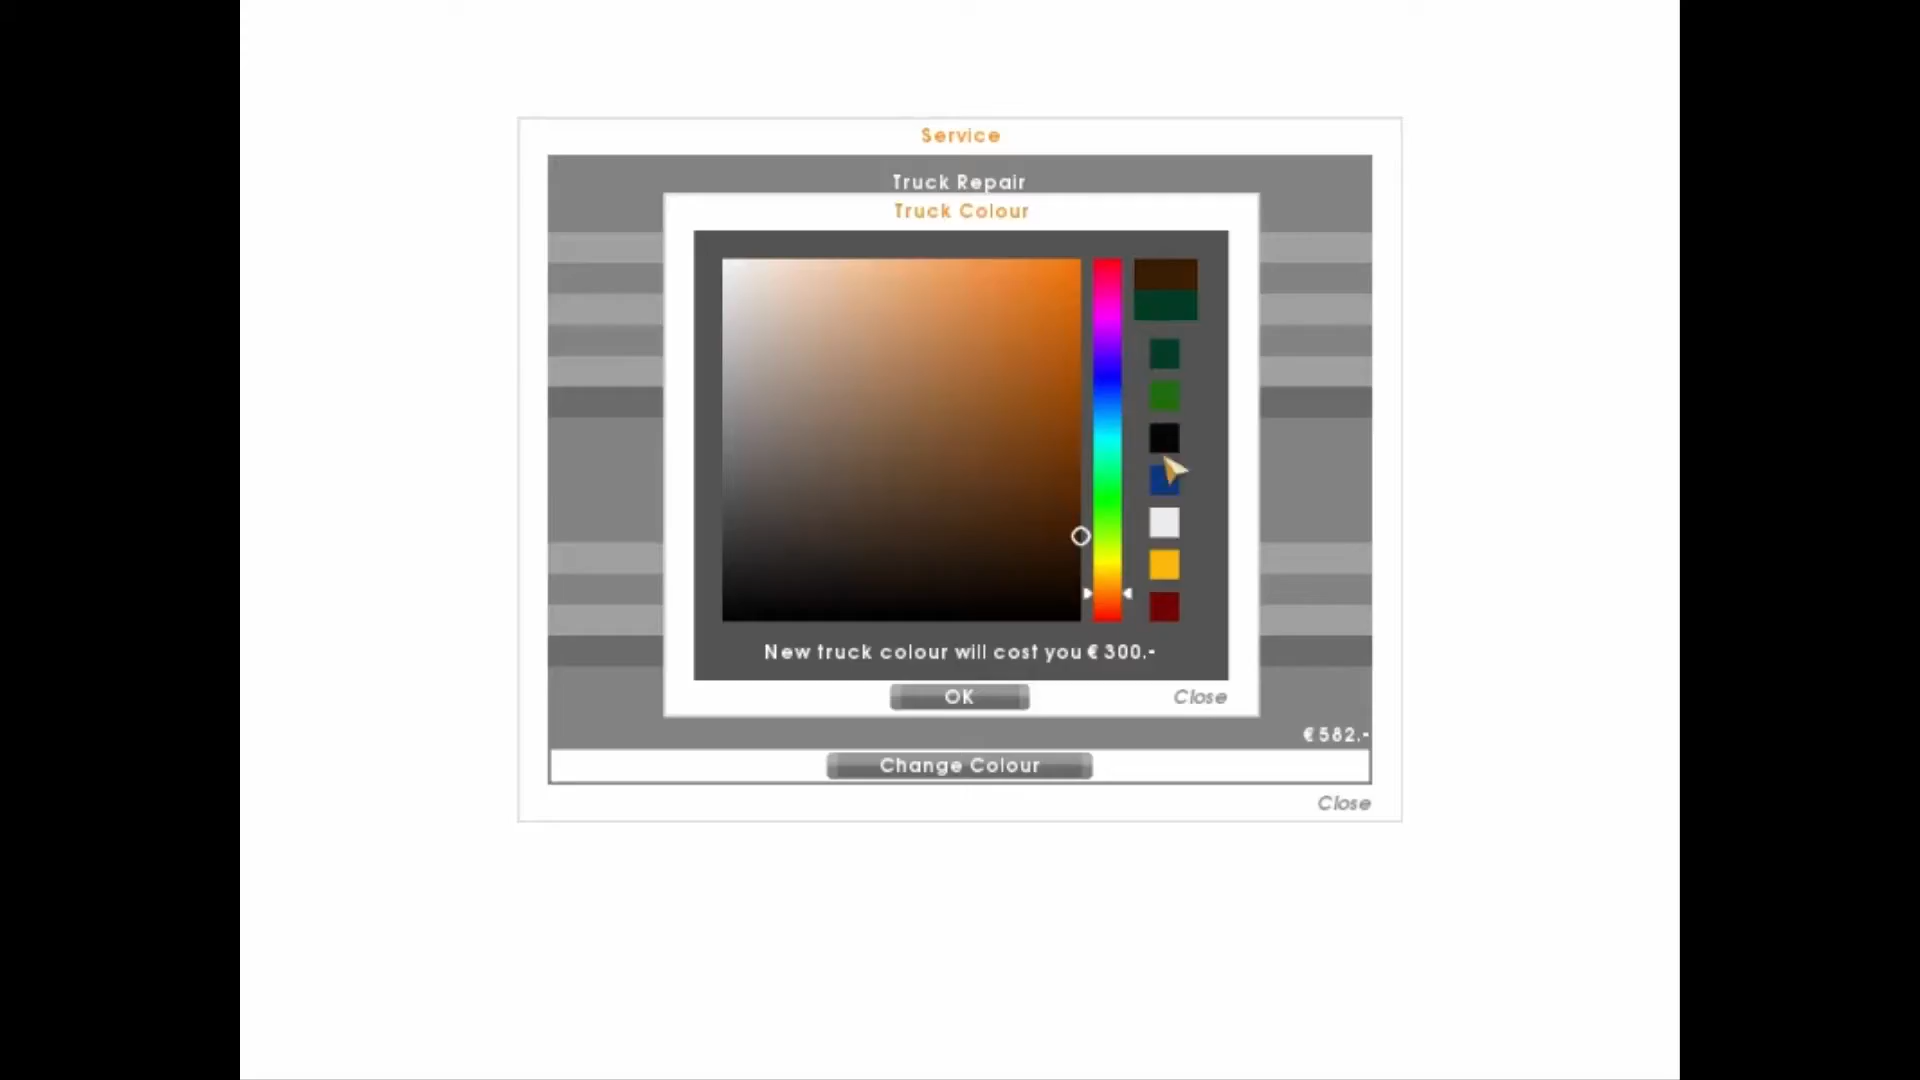 Service
Truck Repair
Truck Colour
New truck colour will cost you € 300.-
OK
Close
€ 582.-
Change Colour
Close